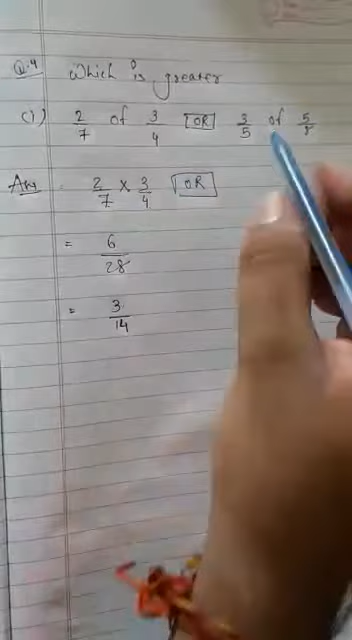 Q.4 Which is greater
(i) 2/7 of 3/4 OR 3/5 of 5/8
Ans 2/7 × 3/4 OR
= 6/28
= 3/14